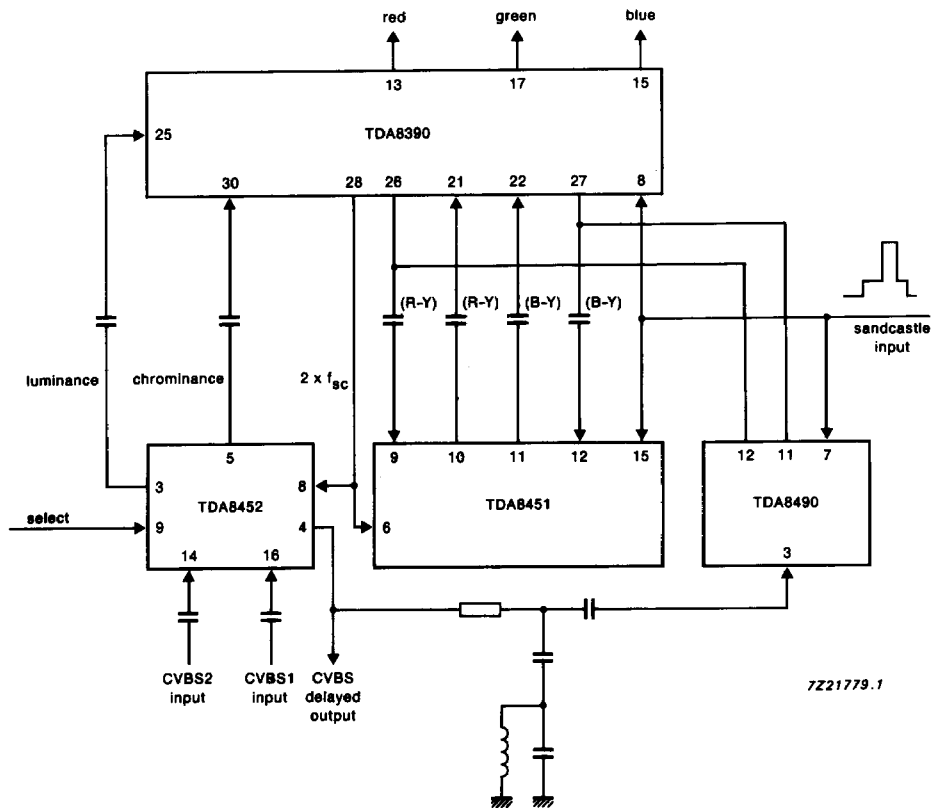 red green blue
13 17 15
TDA8390
25
30 28 26 21 22 27 8
(R-Y) (R-Y) (B-Y) (B-Y)
sandcastle
input
luminance chrominance 2 x fsc
5
3 8
TDA8452
select 9 4
14 16
9 10 11 12 15
TDA8451
6
12 11 7
TDA8490
3
CVBS2
input
CVBS1
input
CVBS
delayed
output
7Z21779.1